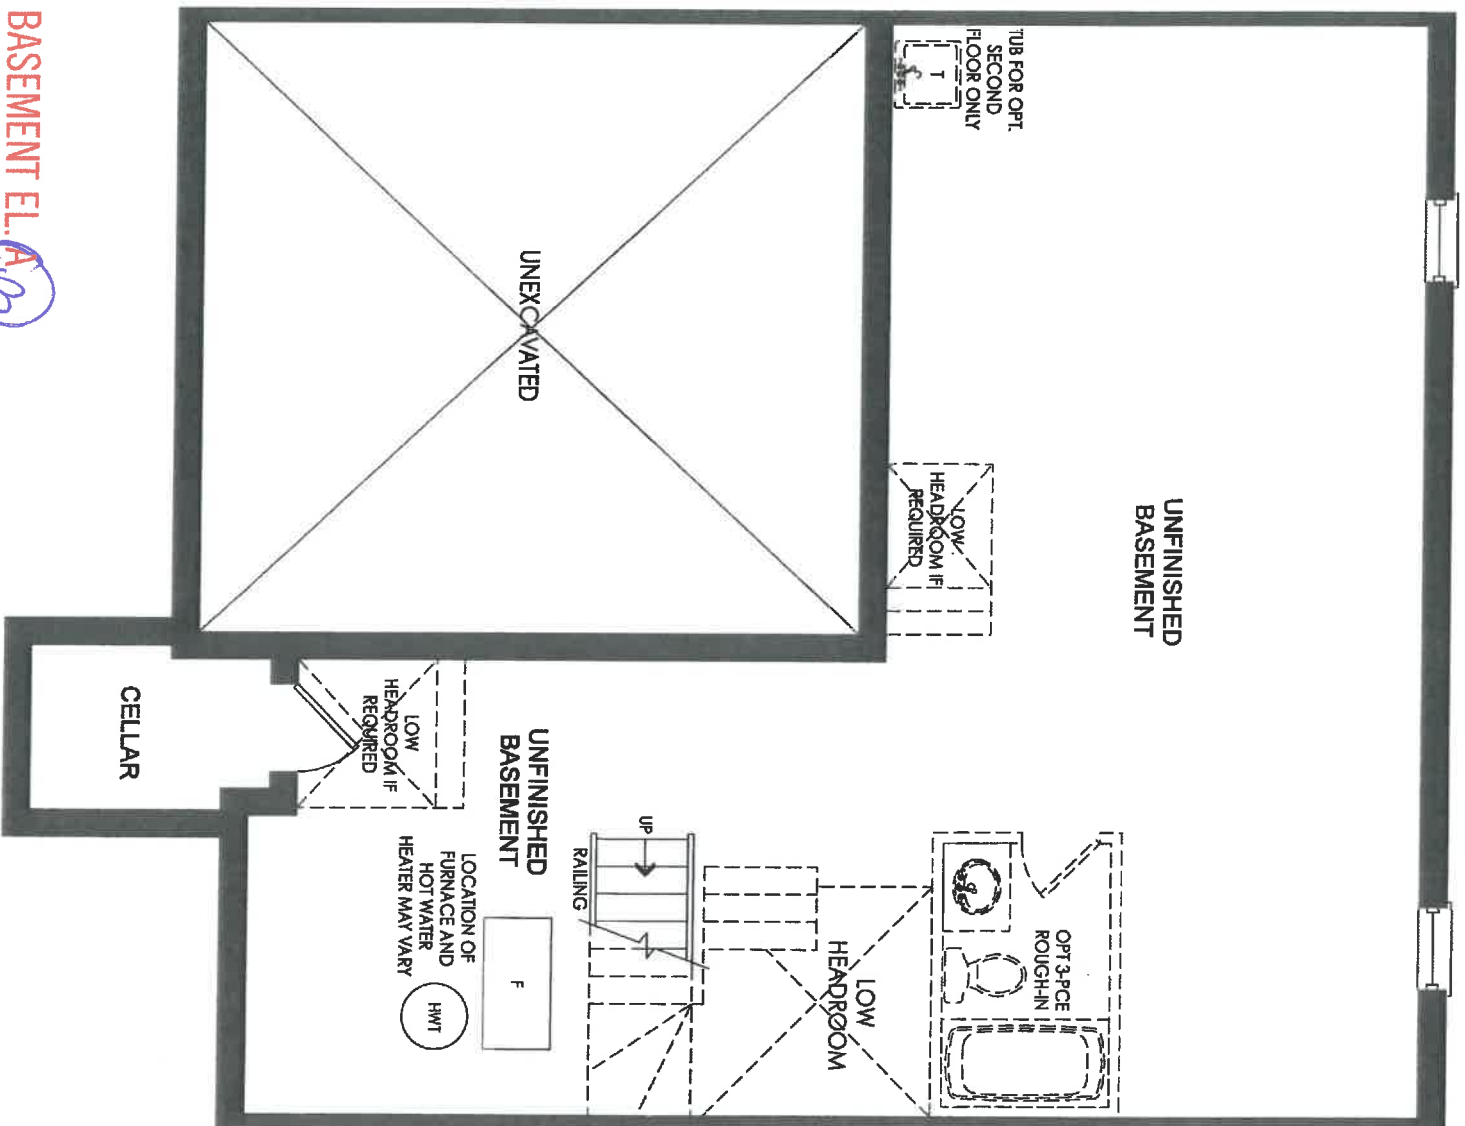 BASEMENT EL. A
TUB FOR OPT.
SECOND
FLOOR ONLY
T
UNEXCAVATED
LOW
HEADROOM IF
REQUIRED
UNFINISHED
BASEMENT
CELLAR
LOW
HEADROOM IF
REQUIRED
UNFINISHED
BASEMENT
UP
RAILING
LOCATION OF
FURNACE AND
HOT WATER
HEATER MAY VARY
F
HWT
LOW
HEADROOM
OPT 3-PCE
ROUGH-IN